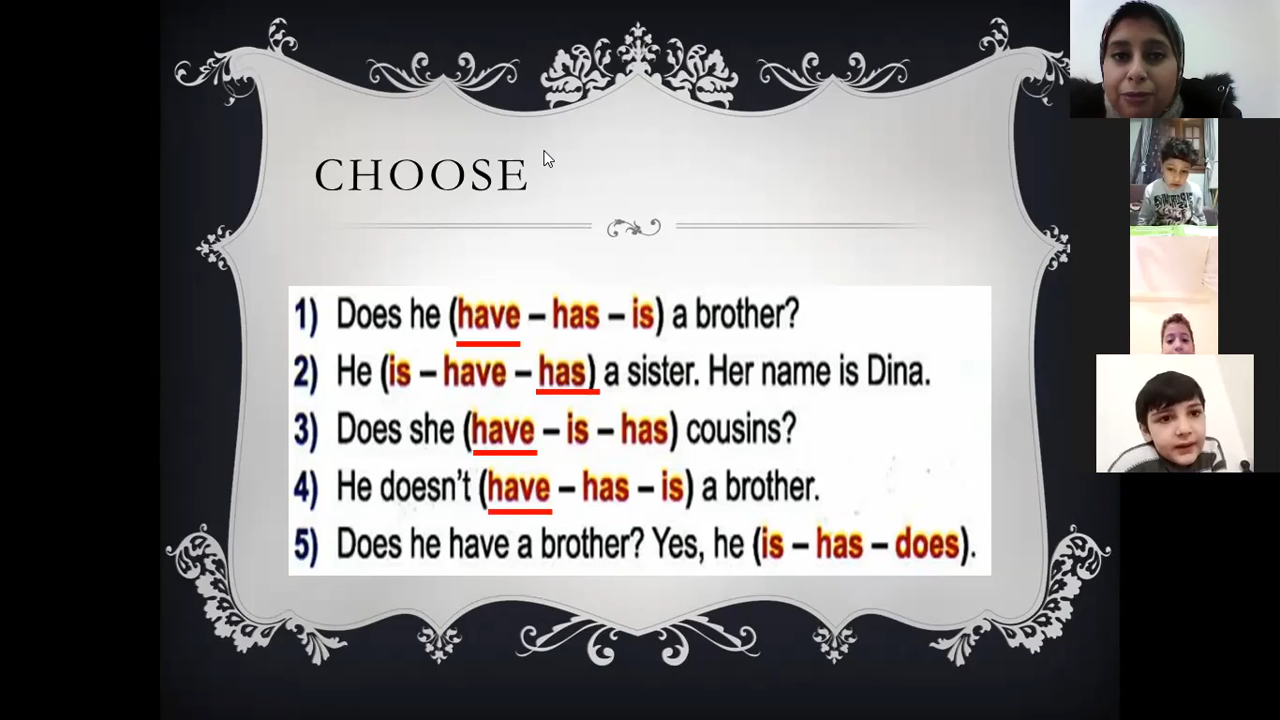 CHOOSE
1) Does he (have – has – is) a brother?
2) He (is – have – has) a sister. Her name is Dina.
3) Does she (have – is – has) cousins?
4) He doesn't (have – has – is) a brother.
5) Does he have a brother? Yes, he (is – has – does).